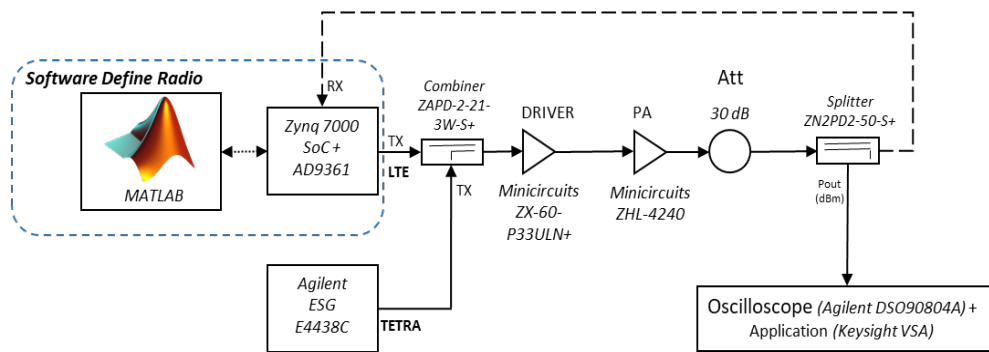 Software Define Radio
MATLAB
Zynq 7000
SoC +
AD9361
RX
TX
LTE
Combiner
ZAPD-2-21-
3W-S+
TX
DRIVER
Minicircuits
ZX-60-
P33ULN+
PA
Minicircuits
ZHL-4240
Att
30 dB
Splitter
ZN2PD2-50-S+
Pout
(dBm)
Agilent
ESG
E4438C
TETRA
Oscilloscope (Agilent DSO90804A) +
Application (Keysight VSA)